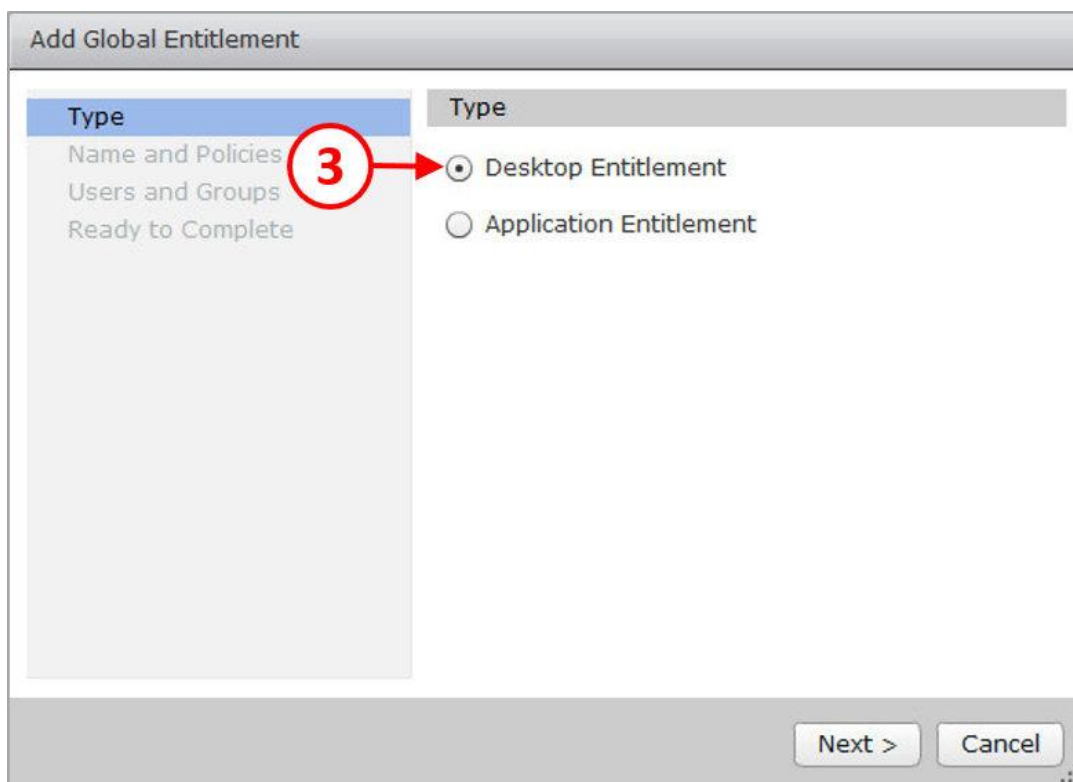 Add Global Entitlement
Type
Name and Policies
Users and Groups
Ready to Complete
3
Type
Desktop Entitlement
Application Entitlement
Next >
Cancel